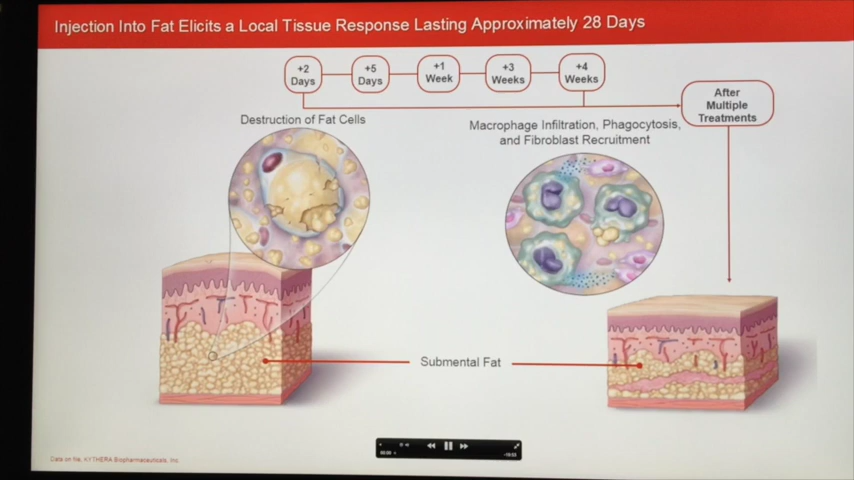 Injection Into Fat Elicits a Local Tissue Response Lasting Approximately 28 Days
+2
Days
+5
Days
+1
Week
+3
Weeks
+4
Weeks
After
Multiple
Treatments
Destruction of Fat Cells
Macrophage Infiltration, Phagocytosis,
and Fibroblast Recruitment
Submental Fat
Data on file, KYTHERA Biopharmaceuticals, Inc.
00:00